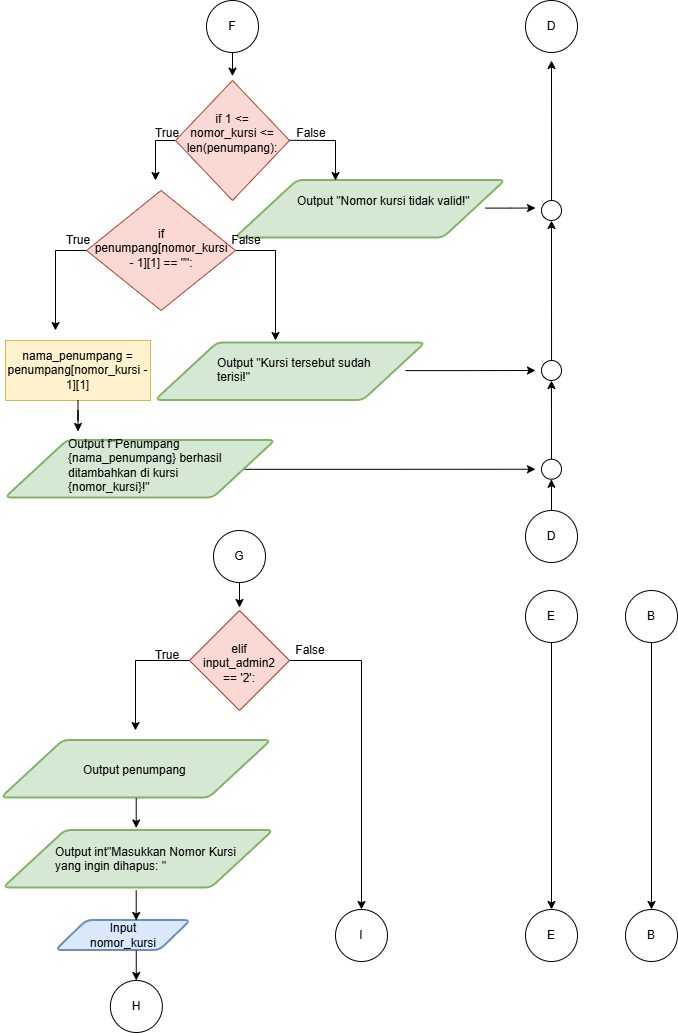 F
D
if 1 <=
nomor_kursi <=
len(penumpang):
True
False
Output "Nomor kursi tidak valid!"
if
penumpang[nomor_kursi
- 1][1] == "":
True
False
nama_penumpang =
penumpang[nomor_kursi -
1][1]
Output "Kursi tersebut sudah
terisi!"
Output f"Penumpang
{nama_penumpang} berhasil
ditambahkan di kursi
{nomor_kursi}!"
D
G
elif
input_admin2
== '2':
True
False
E
B
Output penumpang
Output int"Masukkan Nomor Kursi
yang ingin dihapus: "
Input
nomor_kursi
I
E
B
H